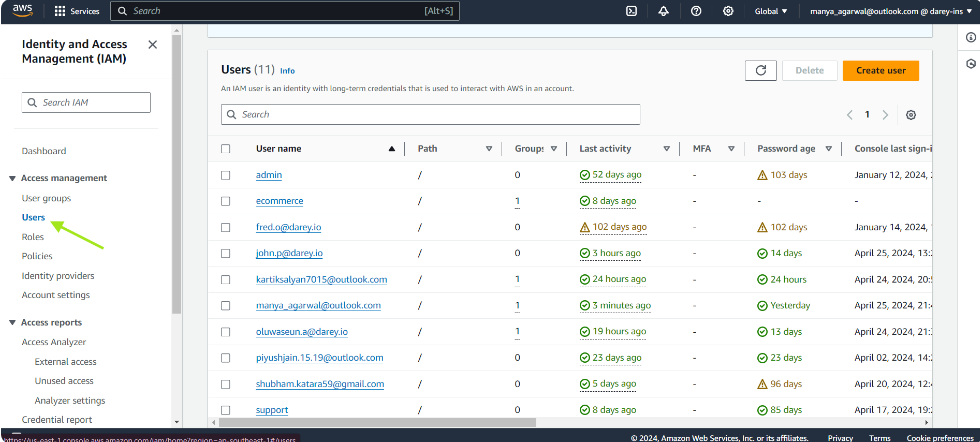 aws Services Search [Alt+S] Global manya_agarwal@outlook.com @ darey-ins
Identity and Access Management (IAM)
Search IAM
Dashboard
Access management
User groups
Users
Roles
Policies
Identity providers
Account settings
Access reports
Access Analyzer
External access
Unused access
Analyzer settings
Credential report
Users (11) Info
Delete Create user
An IAM user is an identity with long-term credentials that is used to interact with AWS in an account.
Search
1
User name Path Group: Last activity MFA Password age Console last sign-i
admin / 0 52 days ago - 103 days January 12, 2024,
ecommerce / 1 8 days ago - - -
fred.o@darey.io / 0 102 days ago - 102 days January 14, 2024,
john.p@darey.io / 0 3 hours ago - 14 days April 25, 2024, 13:
kartiksalyan7015@outlook.com / 1 24 hours ago - 24 hours April 24, 2024, 20:
manya_agarwal@outlook.com / 1 3 minutes ago - Yesterday April 25, 2024, 21:
oluwaseun.a@darey.io / 1 19 hours ago - 13 days April 24, 2024, 21:
piyushjain.15.19@outlook.com / 0 23 days ago - 23 days April 02, 2024, 14:
shubham.katara59@gmail.com / 0 5 days ago - 96 days April 20, 2024, 12:
support / 0 8 days ago - 85 days April 17, 2024, 19:
https://us-east-1.console.aws.amazon.com/iam/home?region=ap-southeast-1#/users
© 2024, Amazon Web Services, Inc. or its affiliates. Privacy Terms Cookie preferences